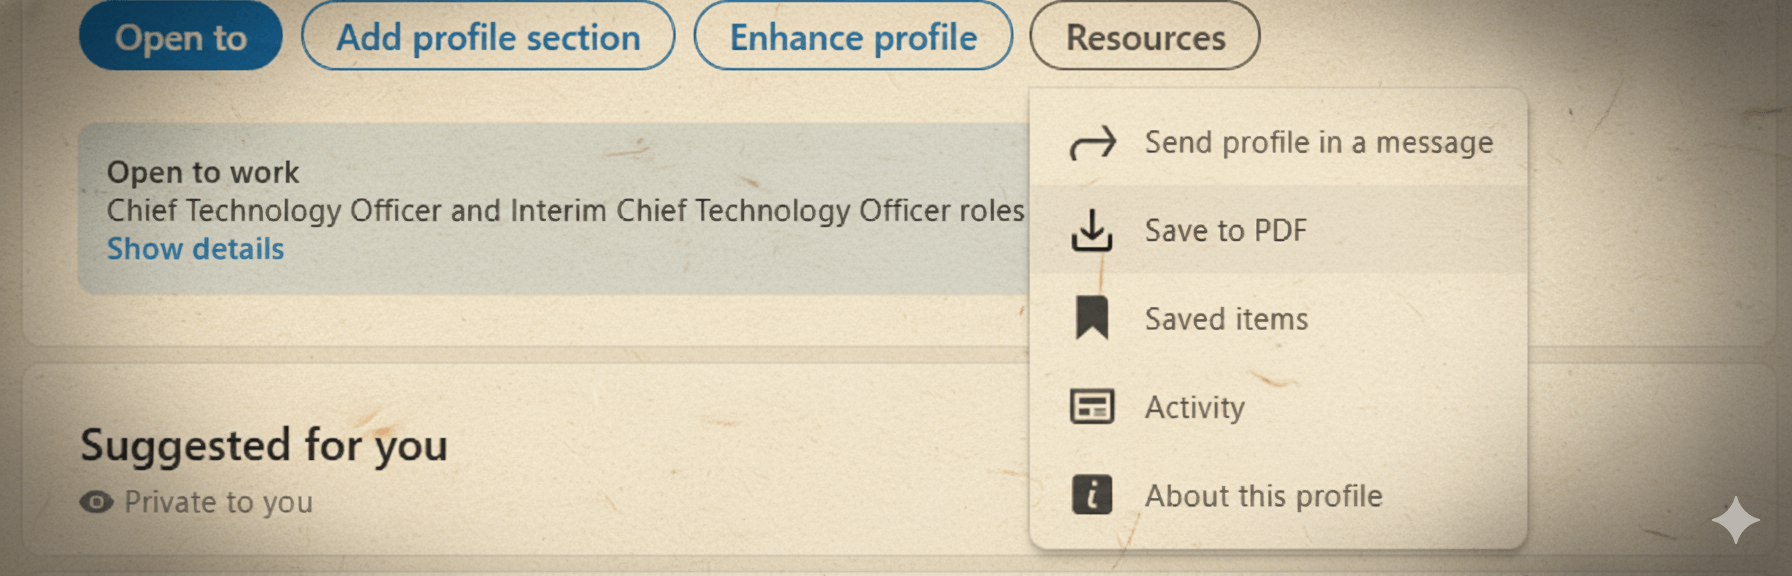 Open to
Add profile section
Enhance profile
Resources
Open to work
Chief Technology Officer and Interim Chief Technology Officer roles
Show details
Send profile in a message
Save to PDF
Saved items
Activity
About this profile
Suggested for you
Private to you